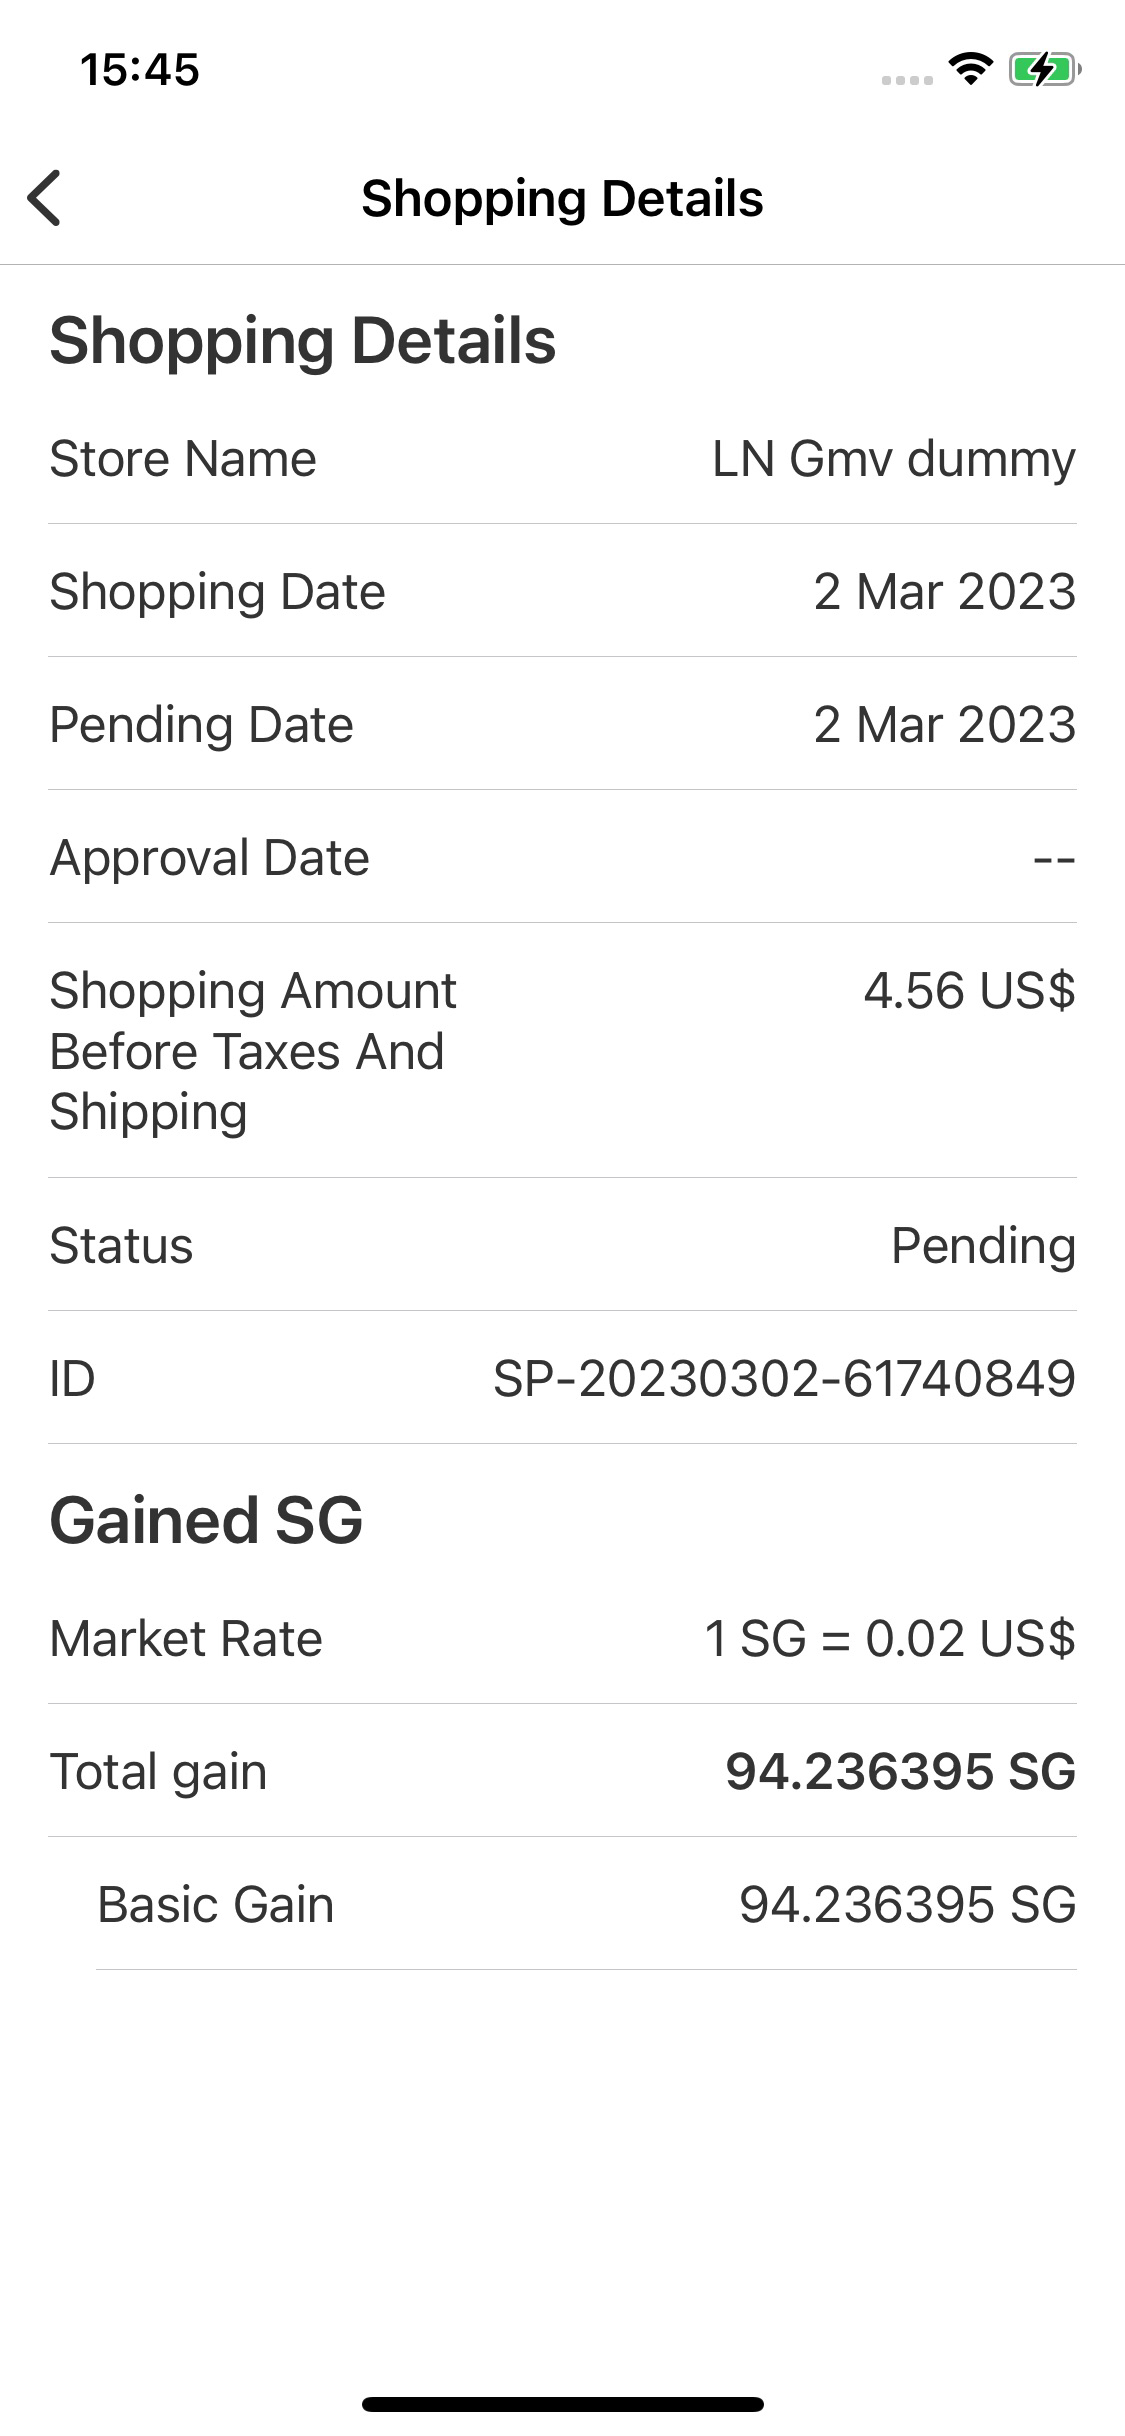 15:45
Shopping Details
Shopping Details
Store Name LN Gmv dummy
Shopping Date 2 Mar 2023
Pending Date 2 Mar 2023
Approval Date --
Shopping Amount 4.56 US$
Before Taxes And
Shipping
Status Pending
ID SP-20230302-61740849
Gained SG
Market Rate 1 SG = 0.02 US$
Total gain 94.236395 SG
Basic Gain 94.236395 SG